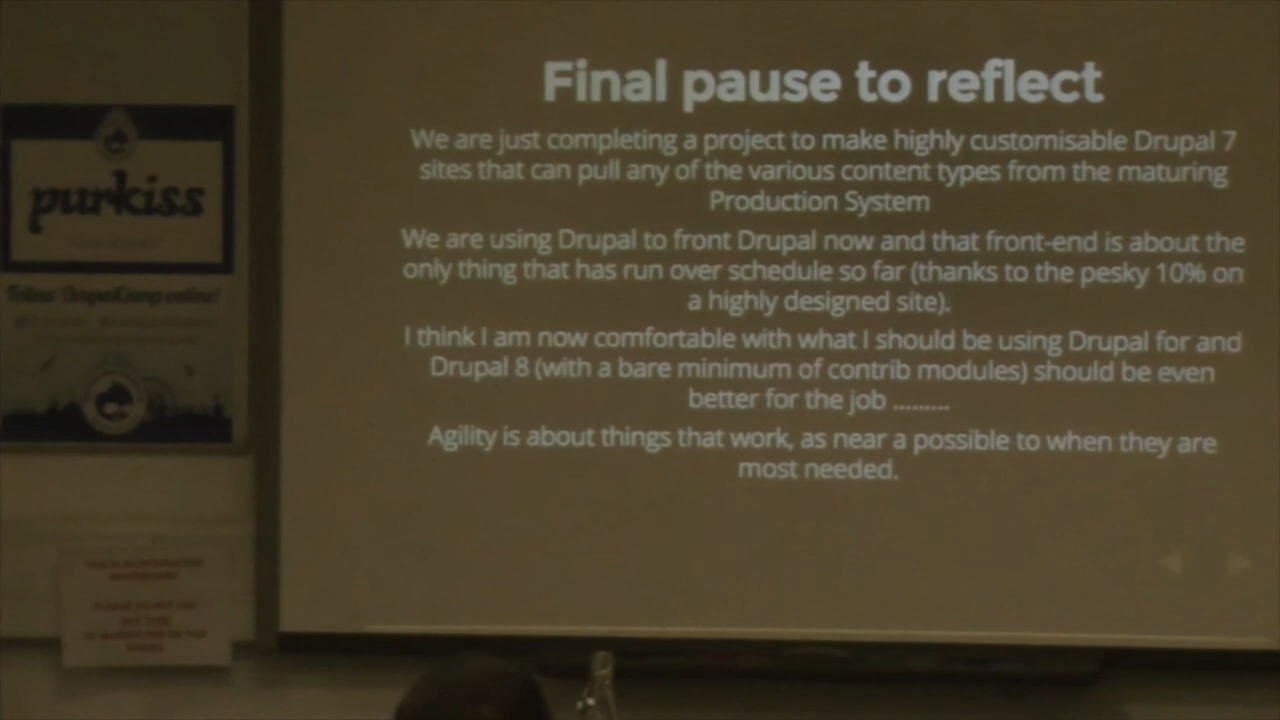 Final pause to reflect
We are just completing a project to make highly customisable Drupal 7
sites that can pull any of the various content types from the maturing
Production System
We are using Drupal to front Drupal now and that front-end is about the
only thing that has run over schedule so far (thanks to the pesky 10% on
a highly designed site).
I think I am now comfortable with what I should be using Drupal for and
Drupal 8 (with a bare minimum of contrib modules) should be even
better for the job .........
Agility is about things that work, as near a possible to when they are
most needed.
purkiss
Follow DrupalCamp online!